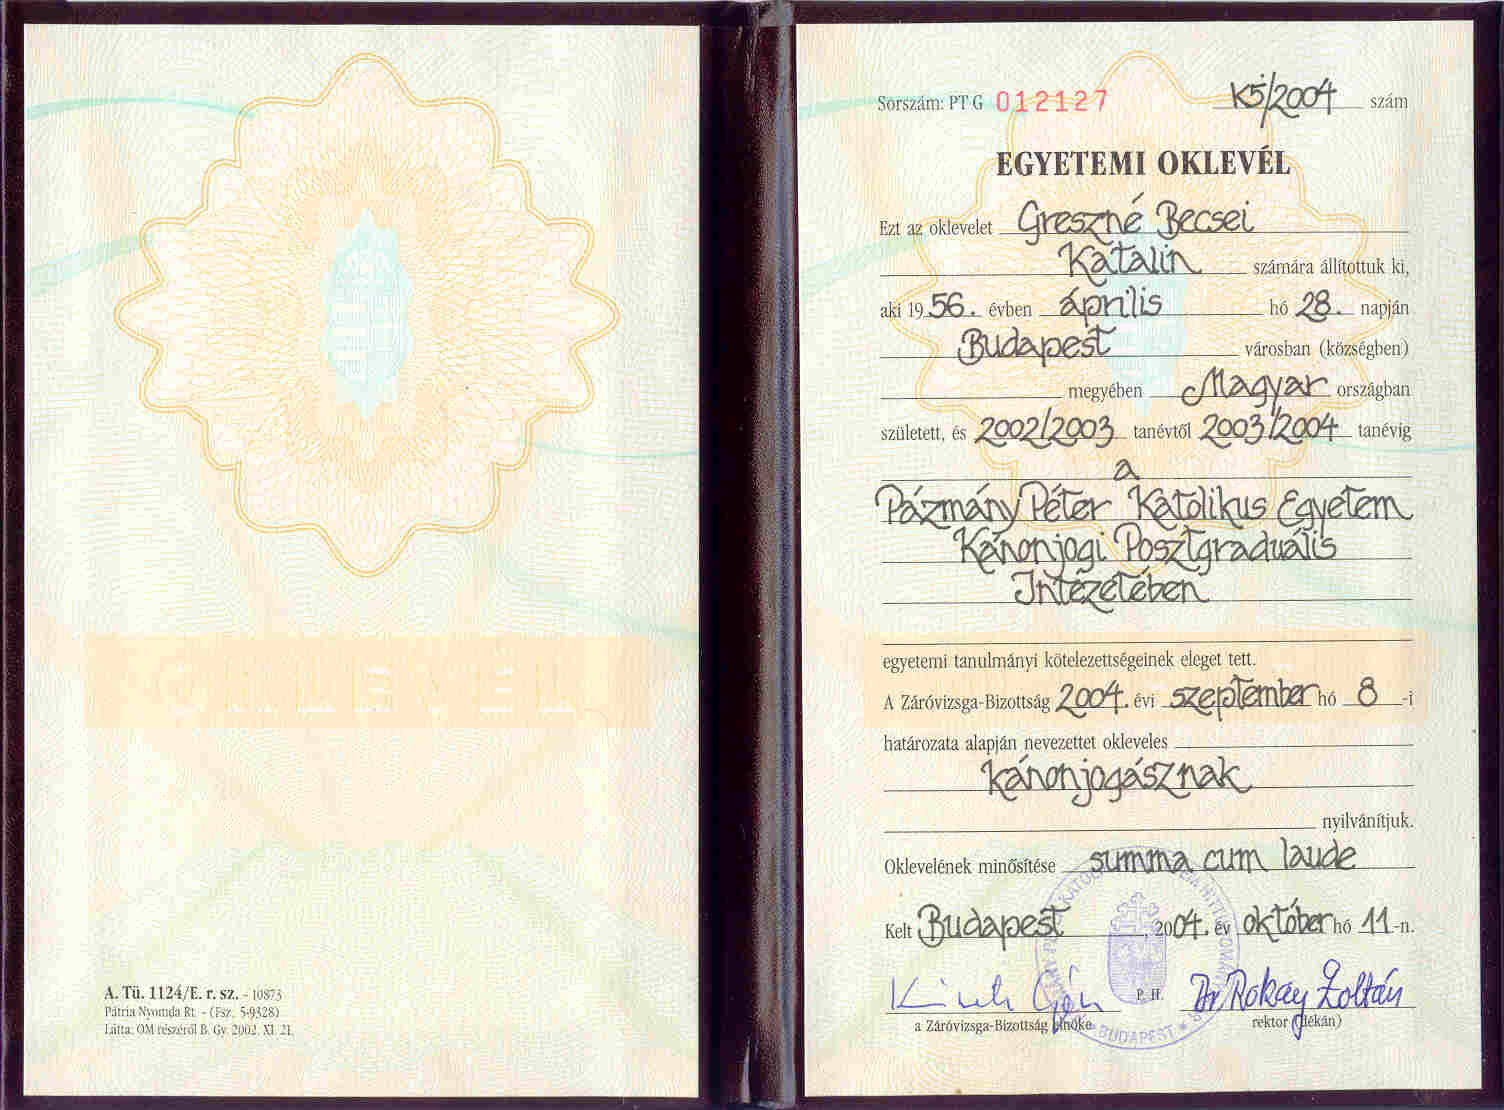 OKLEVÉL
A. Tü. 1124/E. r. sz. - 10873
Pátria Nyomda Rt. - (Fsz. 5-9328)
Látta: OM részéről B. Gy. 2002. XI. 21.
Sorszám: PT G 012127 K5/2004 szám
EGYETEMI OKLEVÉL
Ezt az oklevelet Greszné Becsei
Katalin számára állítottuk ki,
aki 1956. évben április hó 28. napján
Budapest városban (községben)
megyében Magyar országban
született, és 2002/2003 tanévtől 2003/2004 tanévig
a
Pázmány Péter Katolikus Egyetem
Kánonjogi Posztgraduális
Intézetében
egyetemi tanulmányi kötelezettségeinek eleget tett.
A Záróvizsga-Bizottság 2004. évi szeptember hó 8-i
határozata alapján nevezettet okleveles
kánonjogásznak
nyilvánítjuk.
Oklevelének minősítése summa cum laude
Kelt Budapest, 2004. év október hó 11-n.
P. H. Dr Rokay Zoltán
a Záróvizsga-Bizottság elnöke rektor (dékán)
BUDAPEST